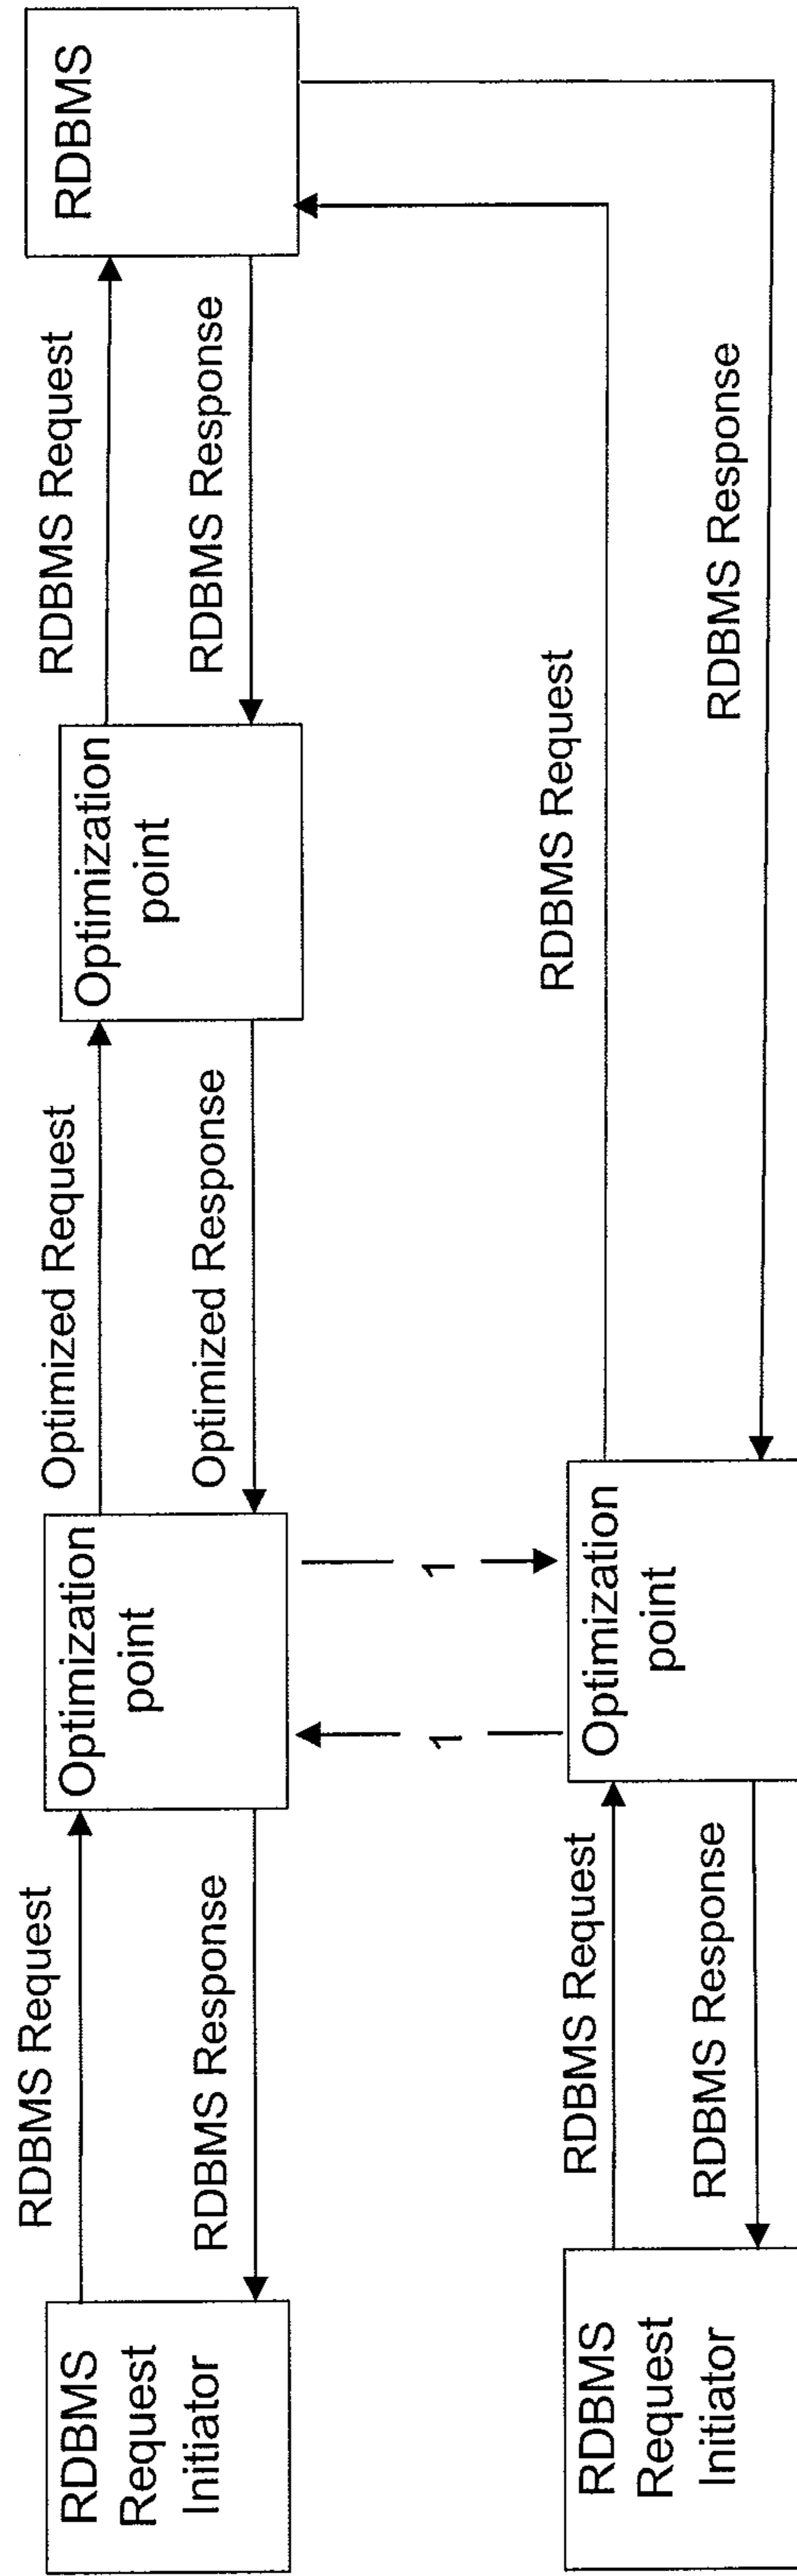 RDBMS
Request
Initiator
RDBMS Request
RDBMS Response
Optimization
point
Optimized Request
Optimized Response
Optimization
point
RDBMS Request
RDBMS Response
RDBMS
1
1
RDBMS
Request
Initiator
RDBMS Request
RDBMS Response
Optimization
point
RDBMS Request
RDBMS Response